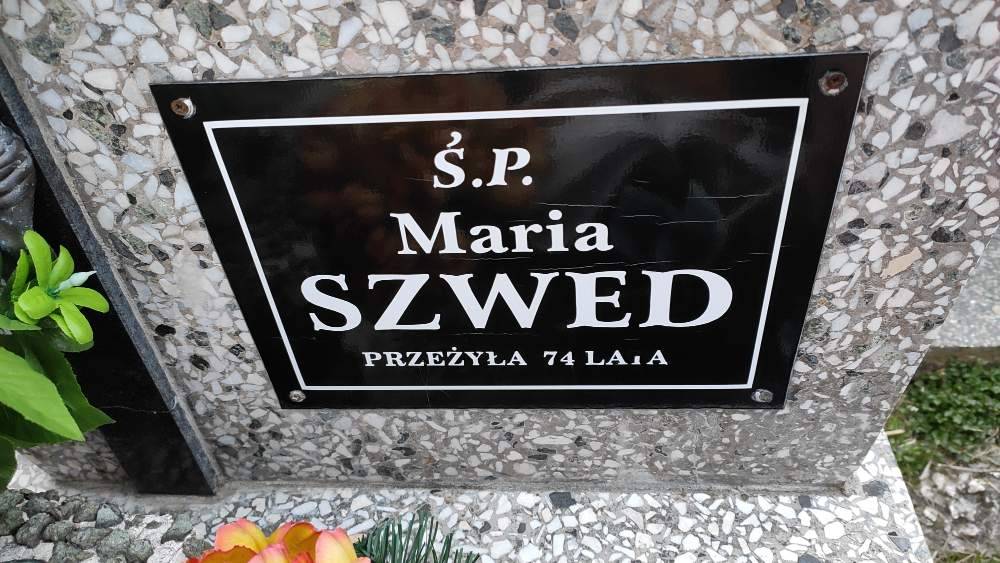 Ś.P.
Maria
SZWED
PRZEŻYŁA 74 LATA